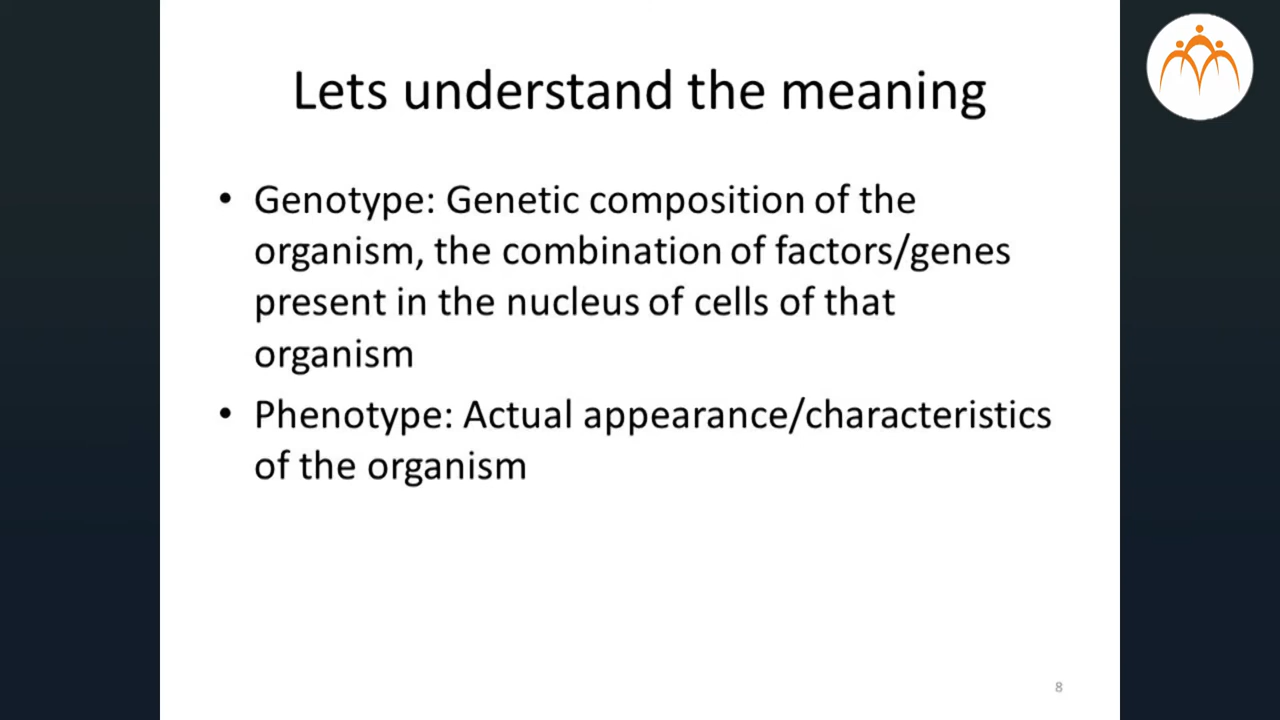 Lets understand the meaning
• Genotype: Genetic composition of the
organism, the combination of factors/genes
present in the nucleus of cells of that
organism
• Phenotype: Actual appearance/characteristics
of the organism
8